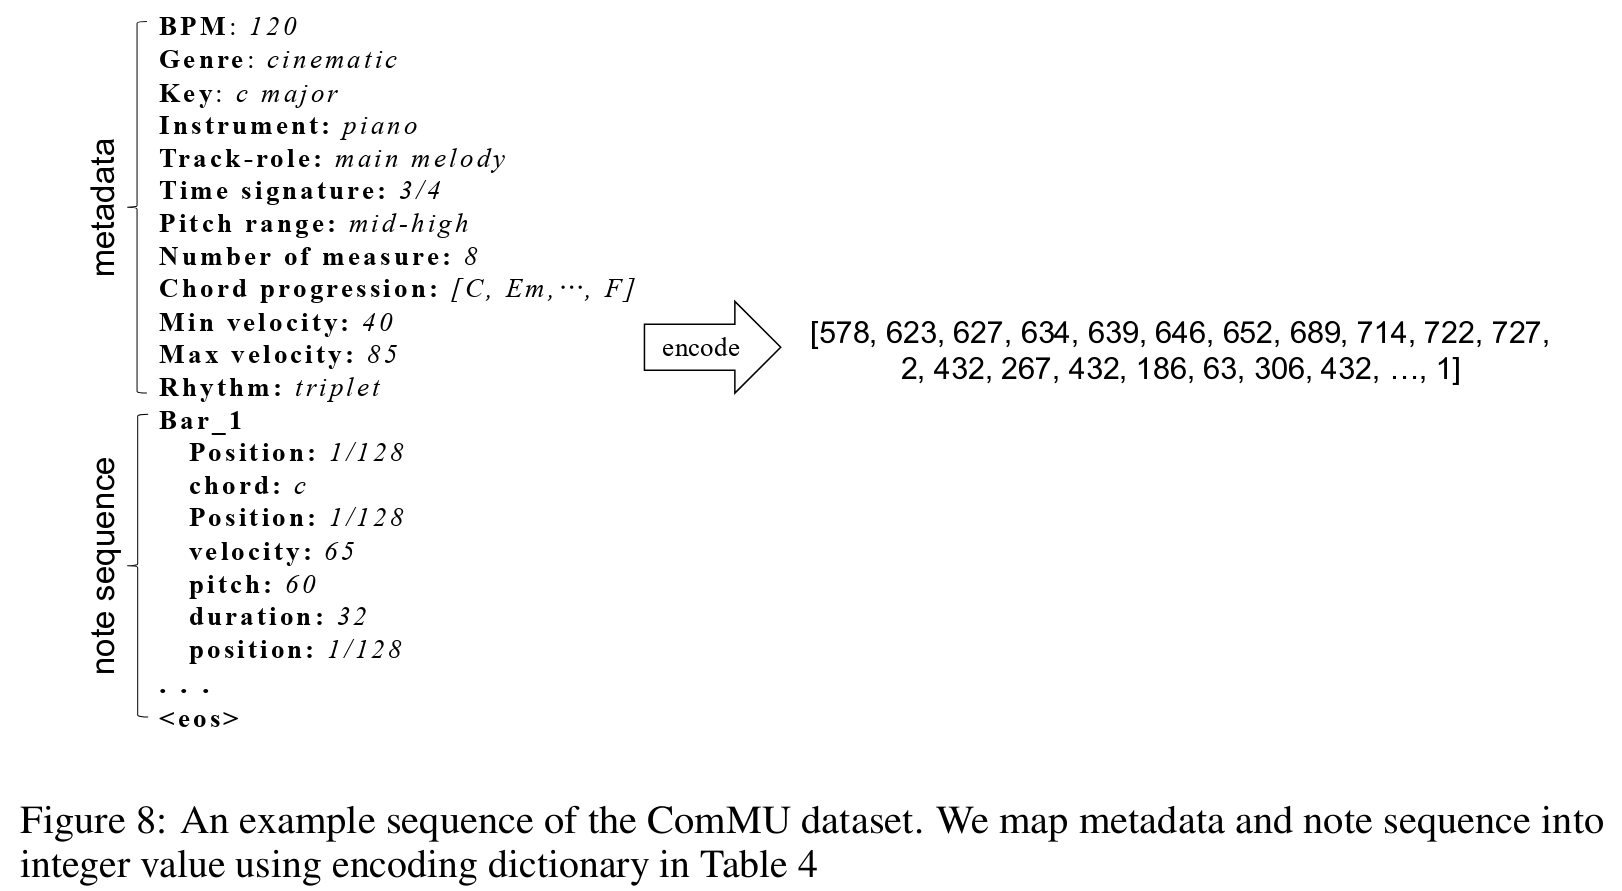 metadata
BPM: 120
Genre: cinematic
Key: c major
Instrument: piano
Track-role: main melody
Time signature: 3/4
Pitch range: mid-high
Number of measure: 8
Chord progression: [C, Em,⋯, F]
Min velocity: 40
Max velocity: 85
Rhythm: triplet
note sequence
Bar_1
Position: 1/128
chord: c
Position: 1/128
velocity: 65
pitch: 60
duration: 32
position: 1/128
. . .
<eos>
encode
[578, 623, 627, 634, 639, 646, 652, 689, 714, 722, 727,
2, 432, 267, 432, 186, 63, 306, 432, …, 1]
Figure 8: An example sequence of the ComMU dataset. We map metadata and note sequence into
integer value using encoding dictionary in Table 4